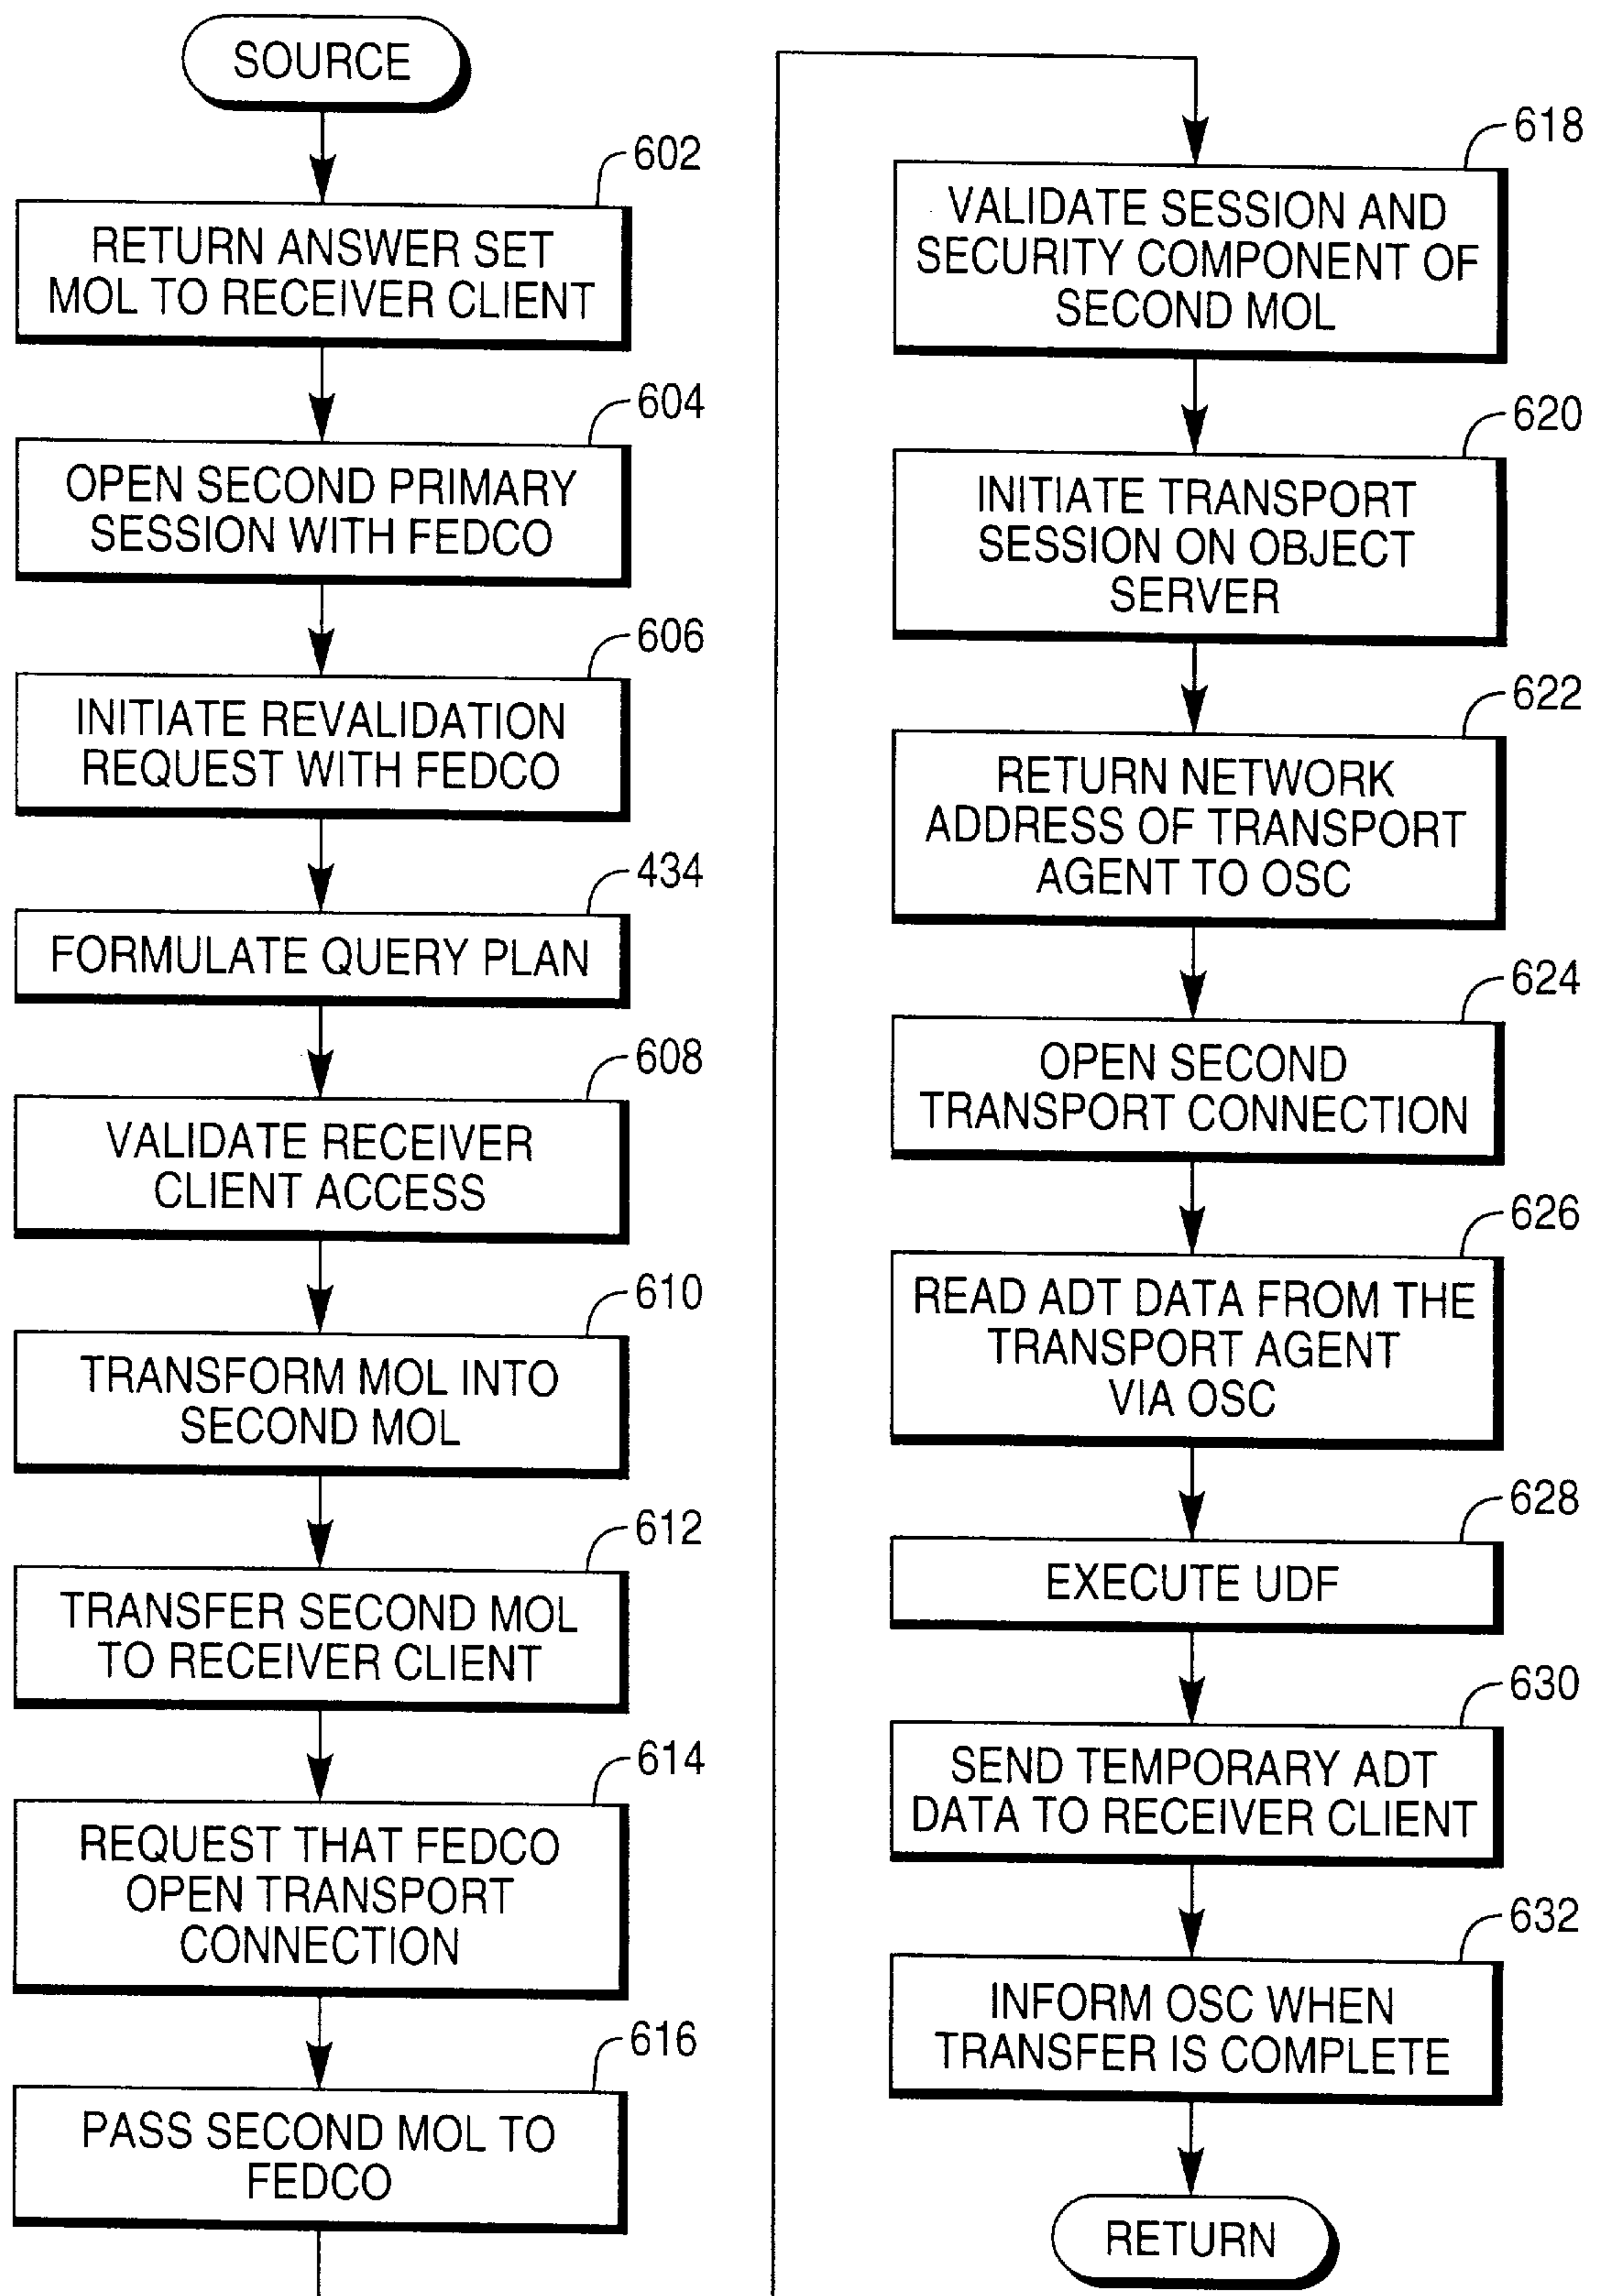 SOURCE
602
RETURN ANSWER SET
MOL TO RECEIVER CLIENT
604
OPEN SECOND PRIMARY
SESSION WITH FEDCO
606
INITIATE REVALIDATION
REQUEST WITH FEDCO
434
FORMULATE QUERY PLAN
608
VALIDATE RECEIVER
CLIENT ACCESS
610
TRANSFORM MOL INTO
SECOND MOL
612
TRANSFER SECOND MOL
TO RECEIVER CLIENT
614
REQUEST THAT FEDCO
OPEN TRANSPORT
CONNECTION
616
PASS SECOND MOL TO
FEDCO
618
VALIDATE SESSION AND
SECURITY COMPONENT OF
SECOND MOL
620
INITIATE TRANSPORT
SESSION ON OBJECT
SERVER
622
RETURN NETWORK
ADDRESS OF TRANSPORT
AGENT TO OSC
624
OPEN SECOND
TRANSPORT CONNECTION
626
READ ADT DATA FROM THE
TRANSPORT AGENT
VIA OSC
628
EXECUTE UDF
630
SEND TEMPORARY ADT
DATA TO RECEIVER CLIENT
632
INFORM OSC WHEN
TRANSFER IS COMPLETE
RETURN